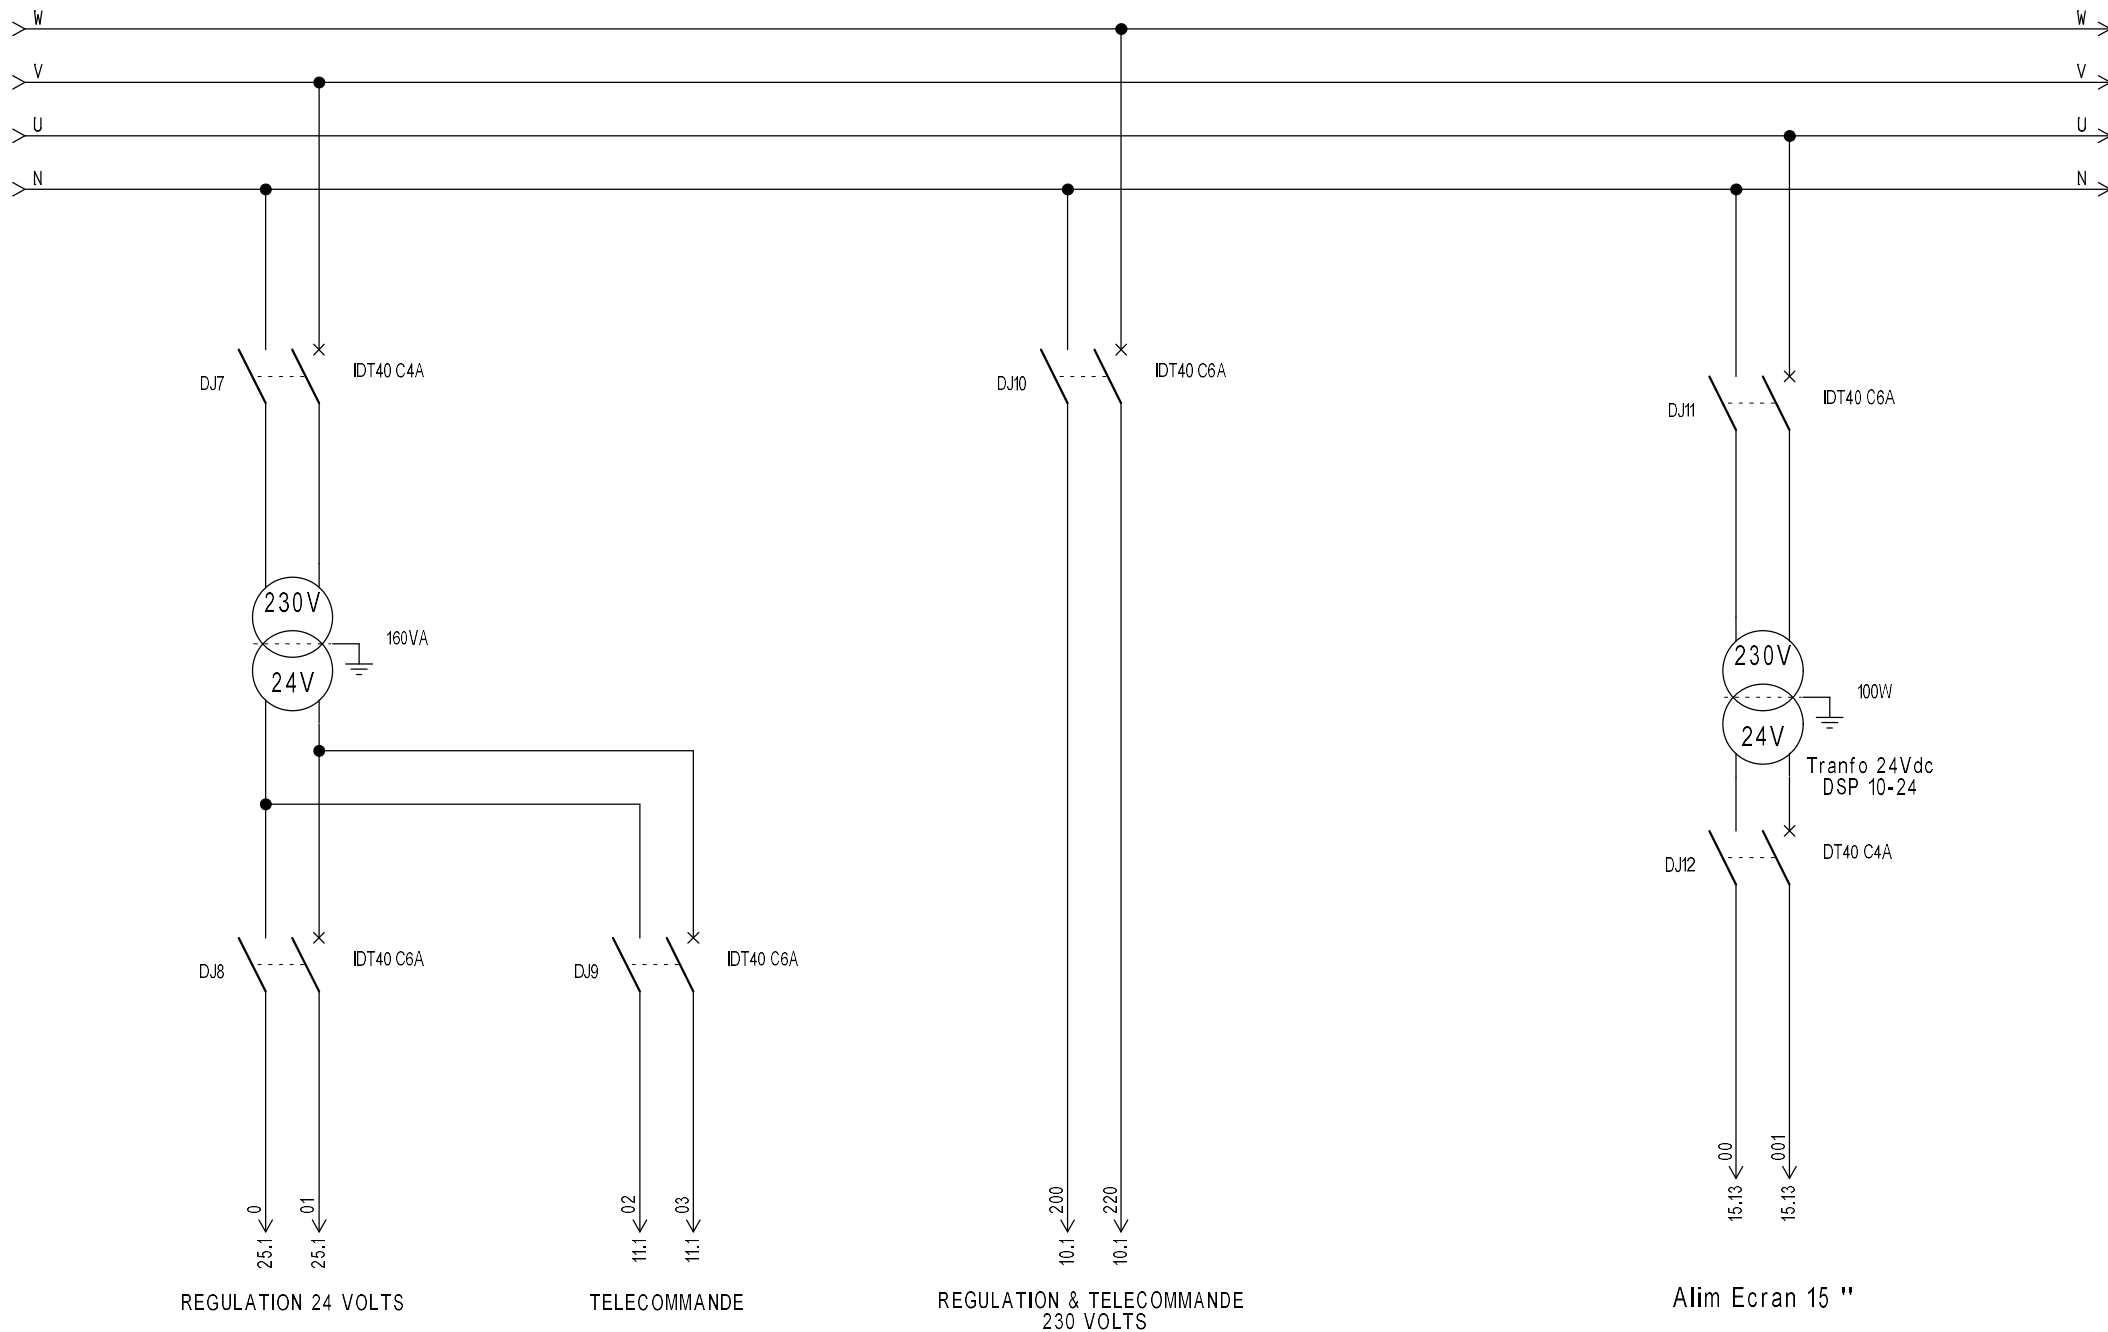 W
W
V
V
U
U
N
N
DJ7
IDT40 C4A
DJ10
IDT40 C6A
DJ11
IDT40 C6A
230V
160VA
24V
230V
100W
24V
Tranfo 24Vdc
DSP 10-24
DJ12
DT40 C4A
DJ8
IDT40 C6A
DJ9
IDT40 C6A
0
25.1
01
25.1
02
11.1
03
11.1
200
10.1
220
10.1
00
15.13
001
15.13
REGULATION 24 VOLTS
TELECOMMANDE
REGULATION & TELECOMMANDE
230 VOLTS
Alim Ecran 15 "